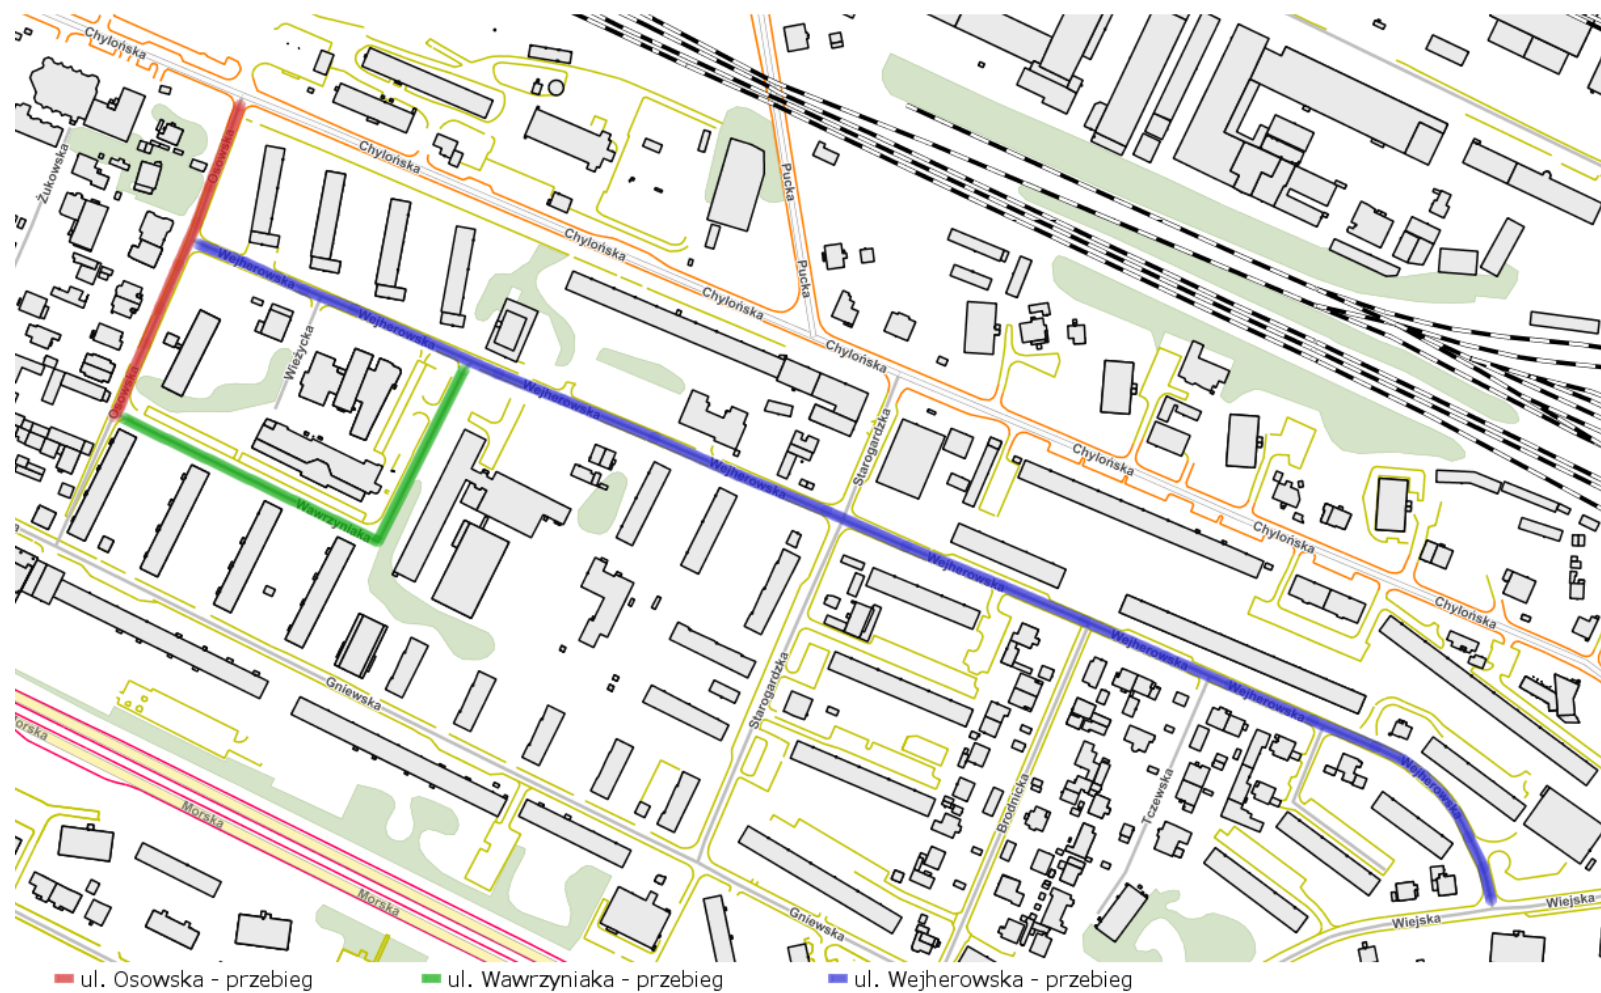 Chylońska
Osowska
Żukowska
Chylońska
Pucka
Chylońska
Wejherowska
Pucka
Chylońska
Wejherowska
Wieżycka
Chylońska
Osowska
Wejherowska
Starogardzka
Chylońska
Wejherowska
Wawrzyniaka
Chylońska
Wejherowska
Chylońska
Wejherowska
Starogardzka
Gniewska
Wejherowska
Morska
Wejherowska
Brodnicka
Tczewska
Morska
Morska
Gniewska
Wiejska
Wiejska
ul. Osowska - przebieg
ul. Wawrzyniaka - przebieg
ul. Wejherowska - przebieg